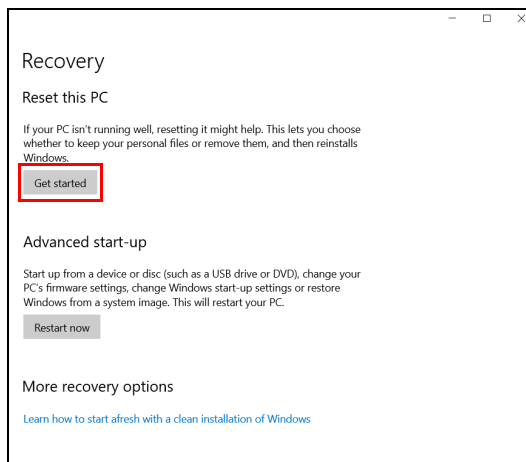 Recovery
Reset this PC
If your PC isn't running well, resetting it might help. This lets you choose
whether to keep your personal files or remove them, and then reinstalls
Windows.
Get started
Advanced start-up
Start up from a device or disc (such as a USB drive or DVD), change your
PC's firmware settings, change Windows start-up settings or restore
Windows from a system image. This will restart your PC.
Restart now
More recovery options
Learn how to start afresh with a clean installation of Windows